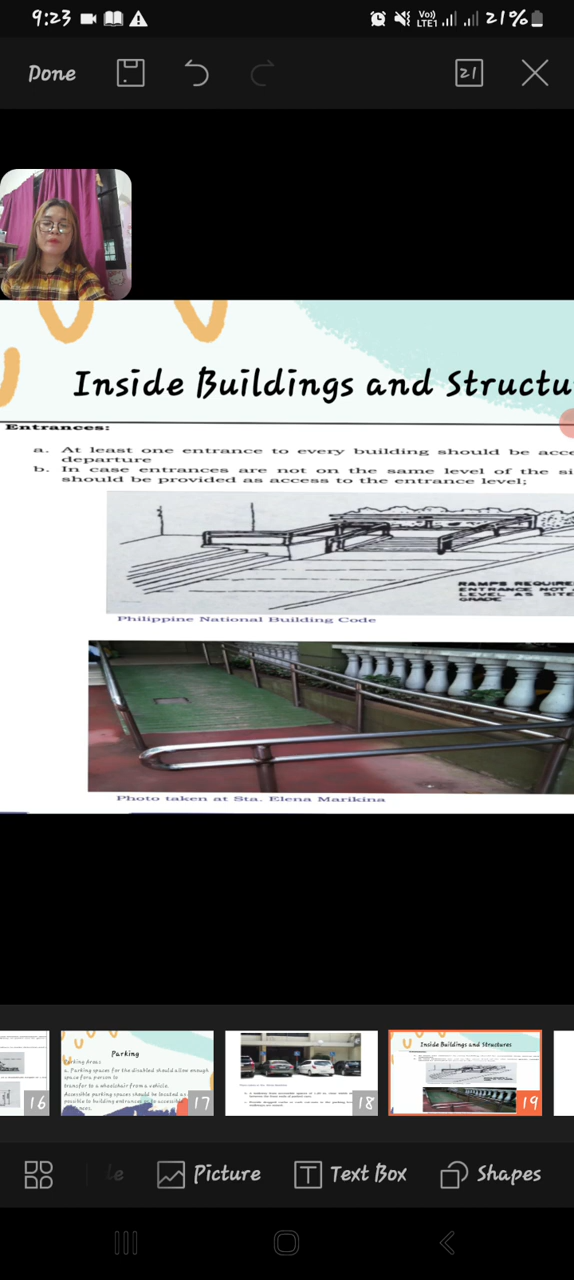 9:23
Vo))
LTE1
21%
Done
21
Inside Buildings and Structu
Entrances:
a. At least one entrance to every building should be acce
departure
b. In case entrances are not on the same level of the si
should be provided as access to the entrance level;
RAMPS REQUIRE
ENTRANCE NOT
LEVEL AS SITE
GRADE
Philippine National Building Code
Photo taken at Sta. Elena Marikina
16
Parking
Parking Areas
a. Parking spaces for the disabled should allow enough
space for a person to
transfer to a wheelchair from a vehicle.
Accessible parking spaces should be located as
possible to building entrances
17
18
Inside Buildings and Structures
19
le
Picture
T
Text Box
Shapes